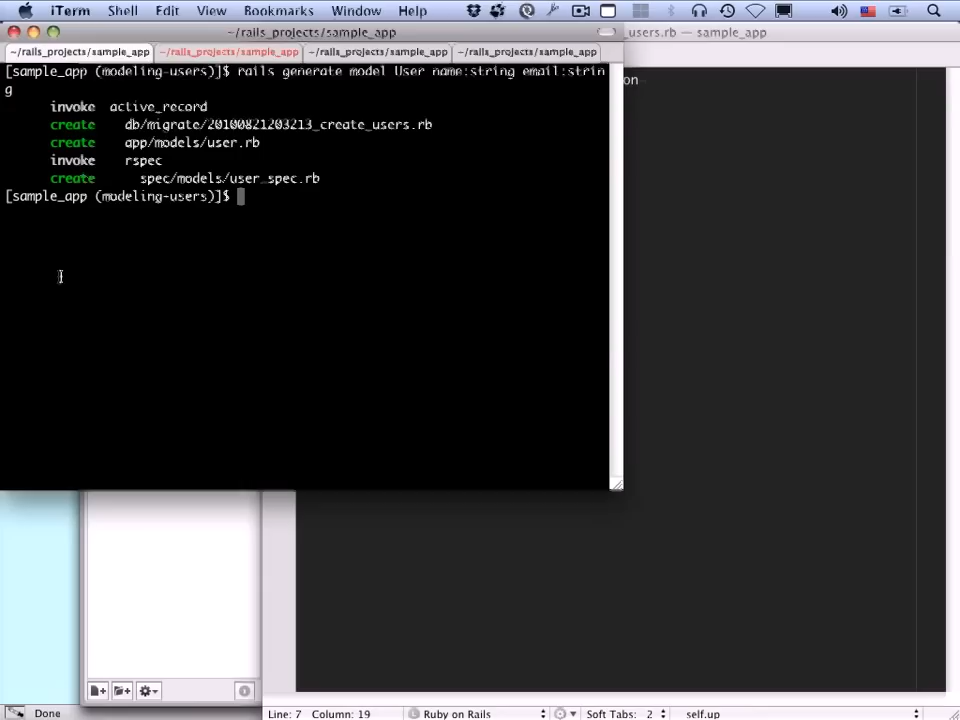 iTerm Shell Edit View Bookmarks Window Help
~/rails_projects/sample_app
_users.rb — sample_app
~/rails_projects/sample_app ~/rails_projects/sample_app ~/rails_projects/sample_app ~/rails_projects/sample_app
[sample_app (modeling-users)]$ rails generate model User name:string email:strin
g
on
invoke active_record
create db/migrate/20100821203213_create_users.rb
create app/models/user.rb
invoke rspec
create spec/models/user_spec.rb
[sample_app (modeling-users)]$
Done
Line: 7 Column: 19 Ruby on Rails Soft Tabs: 2 self.up